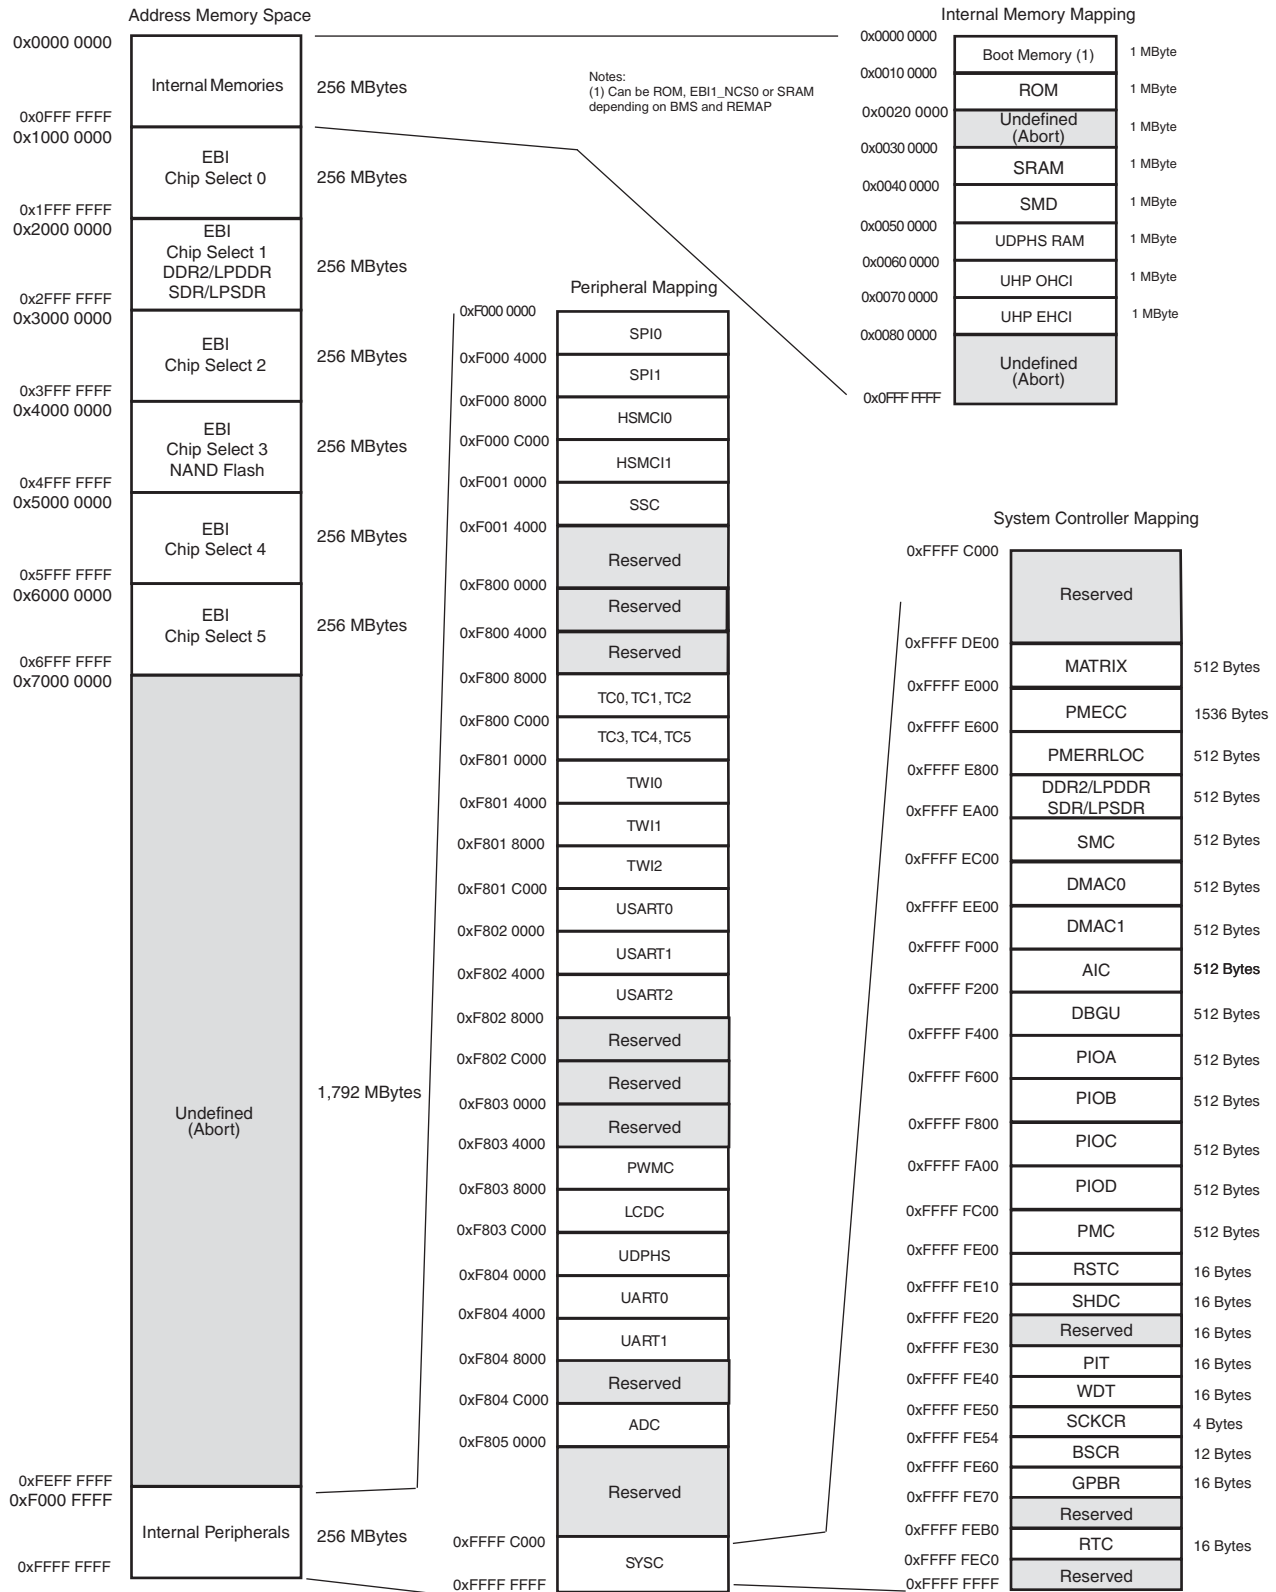 Address Memory Space
0x0000 0000
Internal Memories
256 MBytes
0x0FFF FFFF
0x1000 0000
EBI
Chip Select 0
256 MBytes
0x1FFF FFFF
0x2000 0000
EBI
Chip Select 1
DDR2/LPDDR
SDR/LPSDR
256 MBytes
0x2FFF FFFF
0x3000 0000
EBI
Chip Select 2
256 MBytes
0x3FFF FFFF
0x4000 0000
EBI
Chip Select 3
NAND Flash
256 MBytes
0x4FFF FFFF
0x5000 0000
EBI
Chip Select 4
256 MBytes
0x5FFF FFFF
0x6000 0000
EBI
Chip Select 5
256 MBytes
0x6FFF FFFF
0x7000 0000
Undefined
(Abort)
1,792 MBytes
0xFEFF FFFF
0xF000 FFFF
Internal Peripherals
256 MBytes
0xFFFF FFFF
Notes:
(1) Can be ROM, EBI1_NCS0 or SRAM
depending on BMS and REMAP
Peripheral Mapping
0xF000 0000
SPI0
0xF000 4000
SPI1
0xF000 8000
HSMCI0
0xF000 C000
HSMCI1
0xF001 0000
SSC
0xF001 4000
Reserved
0xF800 0000
Reserved
0xF800 4000
Reserved
0xF800 8000
TC0, TC1, TC2
0xF800 C000
TC3, TC4, TC5
0xF801 0000
TWI0
0xF801 4000
TWI1
0xF801 8000
TWI2
0xF801 C000
USART0
0xF802 0000
USART1
0xF802 4000
USART2
0xF802 8000
Reserved
0xF802 C000
Reserved
0xF803 0000
Reserved
0xF803 4000
PWMC
0xF803 8000
LCDC
0xF803 C000
UDPHS
0xF804 0000
UART0
0xF804 4000
UART1
0xF804 8000
Reserved
0xF804 C000
ADC
0xF805 0000
Reserved
0xFFFF C000
SYSC
0xFFFF FFFF
Internal Memory Mapping
0x0000 0000
Boot Memory (1)
1 MByte
0x0010 0000
ROM
1 MByte
0x0020 0000
Undefined
(Abort)
1 MByte
0x0030 0000
SRAM
1 MByte
0x0040 0000
SMD
1 MByte
0x0050 0000
UDPHS RAM
1 MByte
0x0060 0000
UHP OHCI
1 MByte
0x0070 0000
UHP EHCI
1 MByte
0x0080 0000
Undefined
(Abort)
0x0FFF FFFF
System Controller Mapping
0xFFFF C000
Reserved
0xFFFF DE00
MATRIX
512 Bytes
0xFFFF E000
PMECC
1536 Bytes
0xFFFF E600
PMERRLOC
512 Bytes
0xFFFF E800
DDR2/LPDDR
SDR/LPSDR
512 Bytes
0xFFFF EA00
SMC
512 Bytes
0xFFFF EC00
DMAC0
512 Bytes
0xFFFF EE00
DMAC1
512 Bytes
0xFFFF F000
AIC
512 Bytes
0xFFFF F200
DBGU
512 Bytes
0xFFFF F400
PIOA
512 Bytes
0xFFFF F600
PIOB
512 Bytes
0xFFFF F800
PIOC
512 Bytes
0xFFFF FA00
PIOD
512 Bytes
0xFFFF FC00
PMC
512 Bytes
0xFFFF FE00
RSTC
16 Bytes
0xFFFF FE10
SHDC
16 Bytes
0xFFFF FE20
Reserved
16 Bytes
0xFFFF FE30
PIT
16 Bytes
0xFFFF FE40
WDT
16 Bytes
0xFFFF FE50
SCKCR
4 Bytes
0xFFFF FE54
BSCR
12 Bytes
0xFFFF FE60
GPBR
16 Bytes
0xFFFF FE70
Reserved
0xFFFF FEB0
RTC
16 Bytes
0xFFFF FEC0
Reserved
0xFFFF FFFF